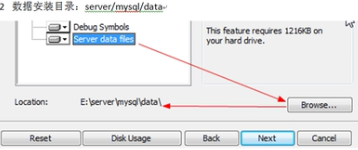 2 数据安装目录：server/mysql/data
Debug Symbols
Server data files
This feature requires 1216KB on
your hard drive.
Location: E:\server\mysql\data\
Browse...
Reset Disk Usage Back Next Cancel